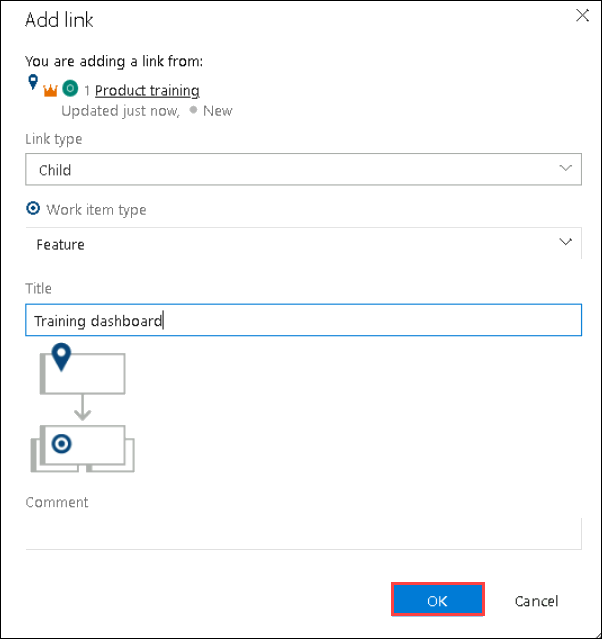 Add link
You are adding a link from:
1 Product training
Updated just now, New
Link type
Child
Work item type
Feature
Title
Training dashboard
Comment
OK Cancel